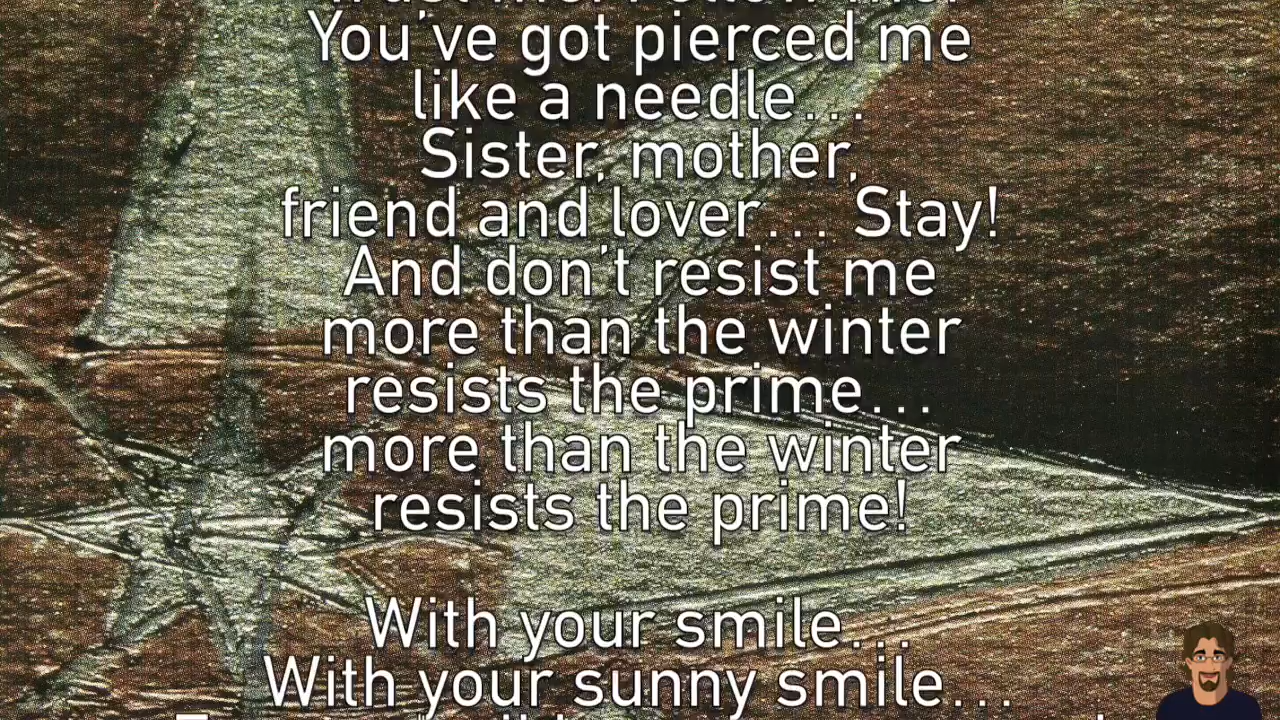 You've got pierced me
like a needle...
Sister, mother,
friend and lover... Stay!
And don't resist me
more than the winter
resists the prime...
more than the winter
resists the prime!
With your smile...
With your sunny smile...